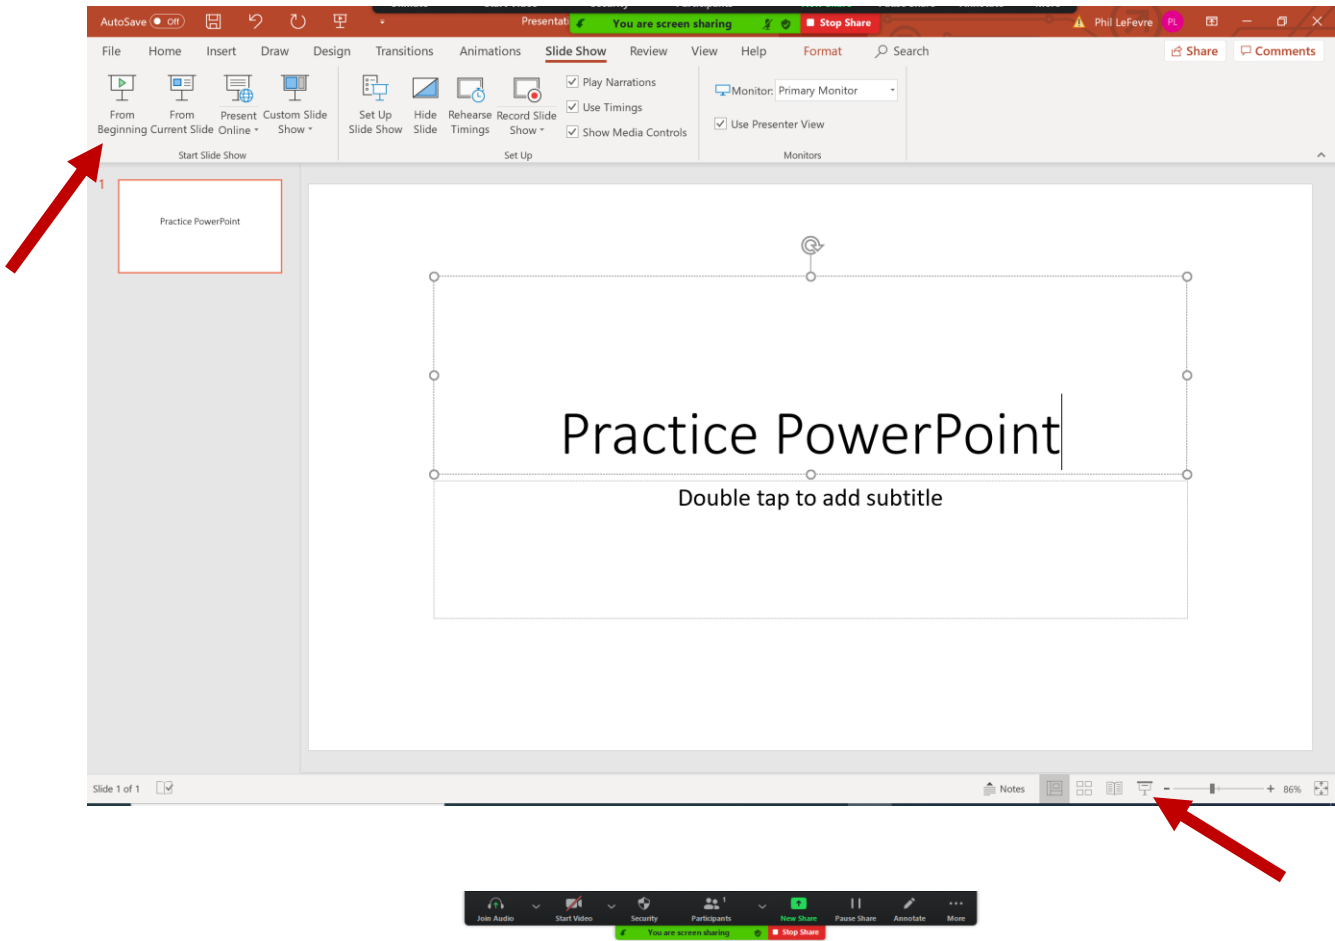 AutoSave Off
Presentati
You are screen sharing
Stop Share
Phil LeFevre PL
File Home Insert Draw Design Transitions Animations Slide Show Review View Help Format Search Share Comments
From Beginning
From Current Slide
Present Online
Custom Slide Show
Start Slide Show
Set Up Slide Show
Hide Slide
Rehearse Timings
Record Slide Show
Play Narrations
Use Timings
Show Media Controls
Set Up
Monitor: Primary Monitor
Use Presenter View
Monitors
1
Practice PowerPoint
Practice PowerPoint
Double tap to add subtitle
Slide 1 of 1
Notes
86%
Join Audio Start Video Security Participants 1 New Share Pause Share Annotate More
You are screen sharing Stop Share